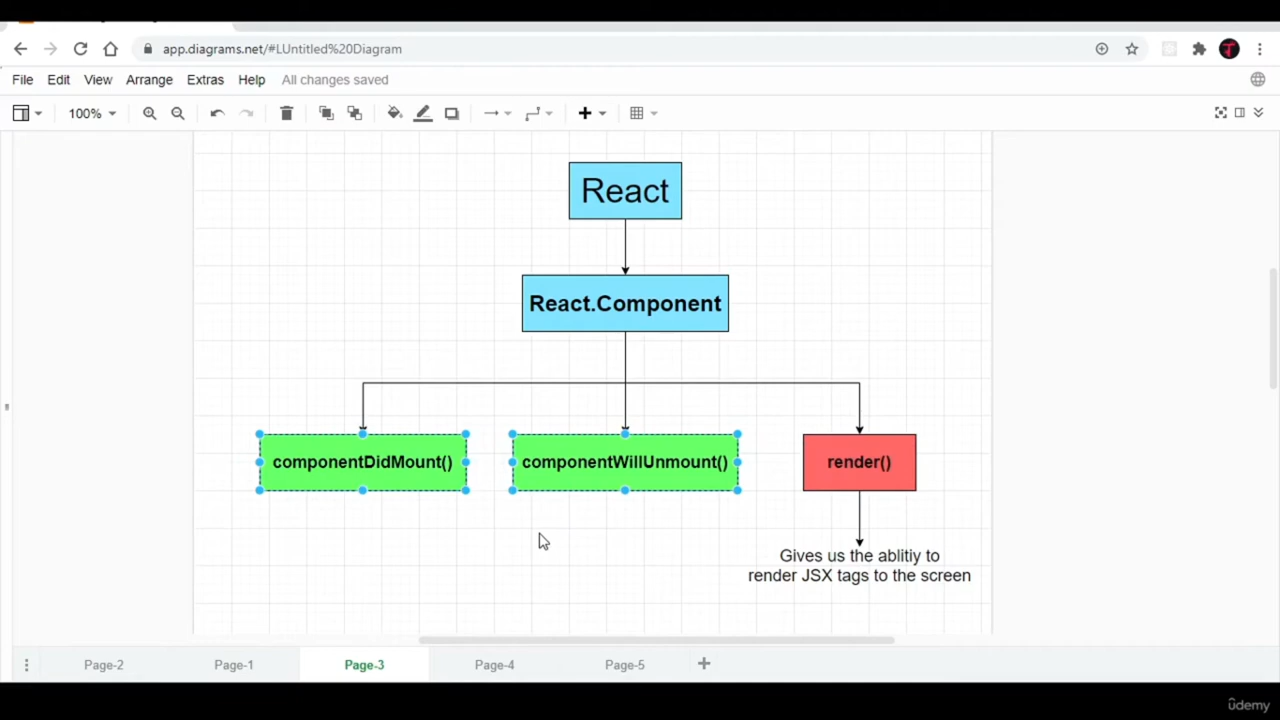 app.diagrams.net/#LUntitled%20Diagram
File Edit View Arrange Extras Help All changes saved
100%
React
React.Component
componentDidMount() componentWillUnmount() render()
Gives us the ablitiy to
render JSX tags to the screen
Page-2 Page-1 Page-3 Page-4 Page-5
ûdemy